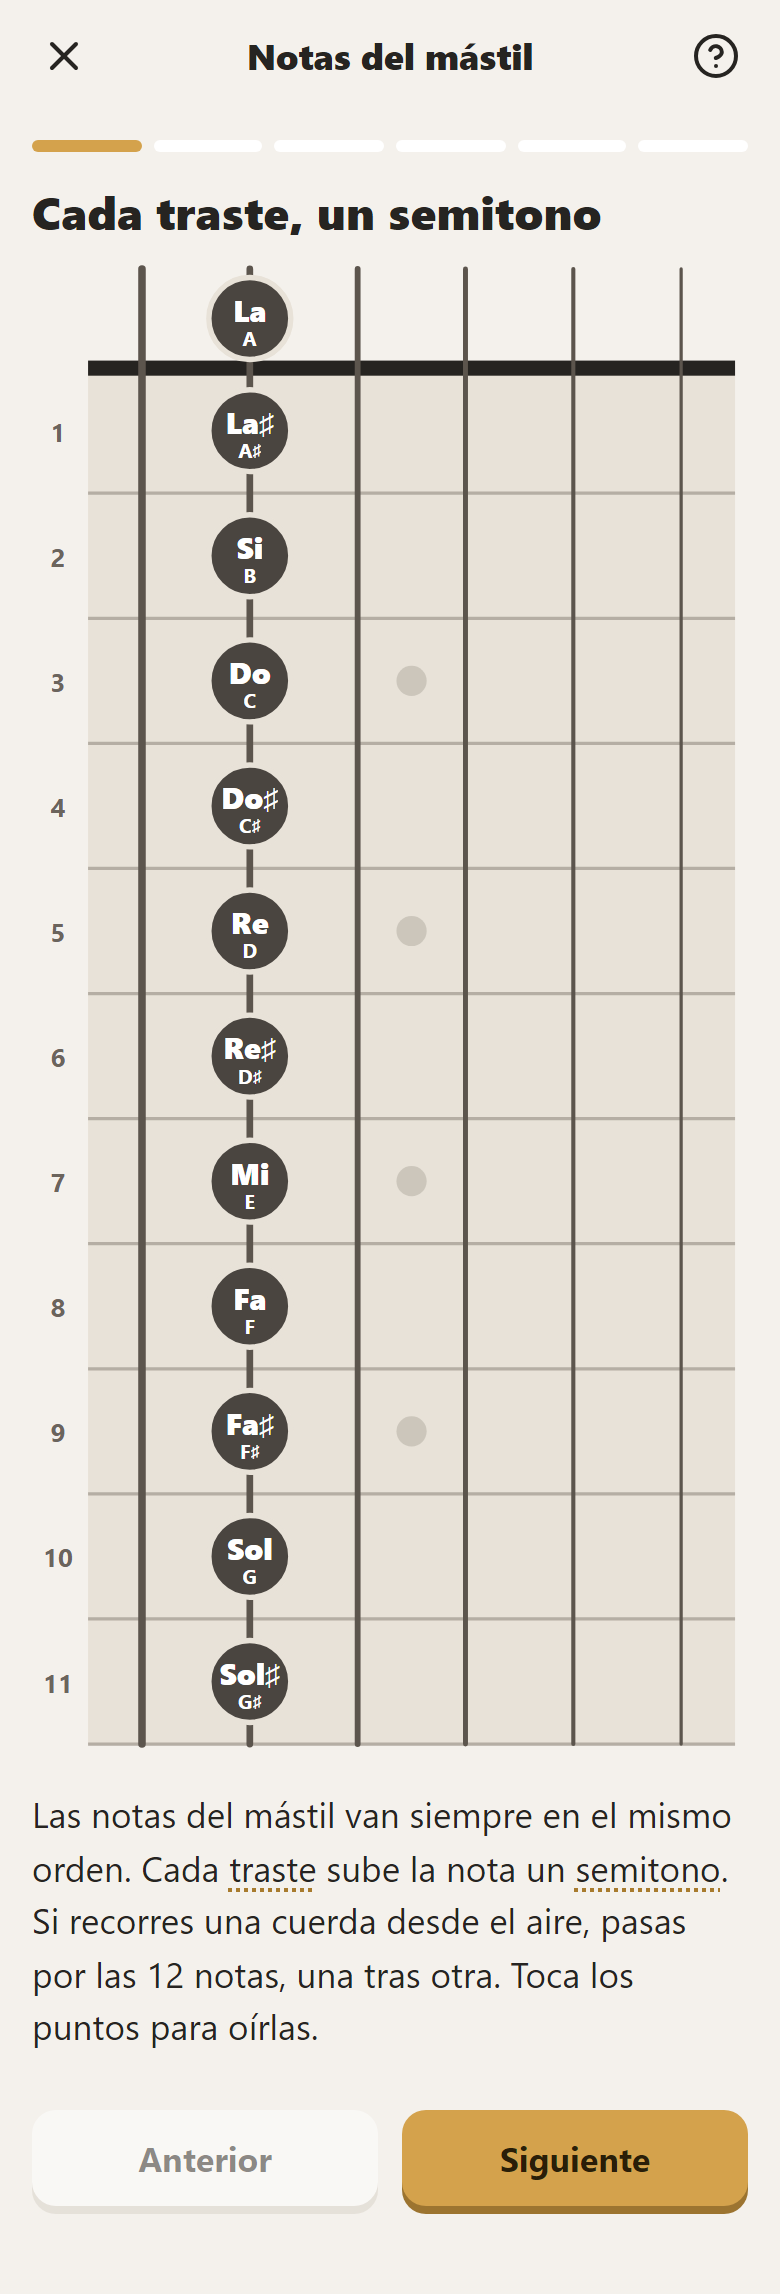 Notas del mástil
Cada traste, un semitono
La
A
1
La♯
A♯
2
Si
B
3
Do
C
4
Do♯
C♯
5
Re
D
6
Re♯
D♯
7
Mi
E
8
Fa
F
9
Fa♯
F♯
10
Sol
G
11
Sol♯
G♯
Las notas del mástil van siempre en el mismo
orden. Cada traste sube la nota un semitono.
Si recorres una cuerda desde el aire, pasas
por las 12 notas, una tras otra. Toca los
puntos para oírlas.
Anterior
Siguiente